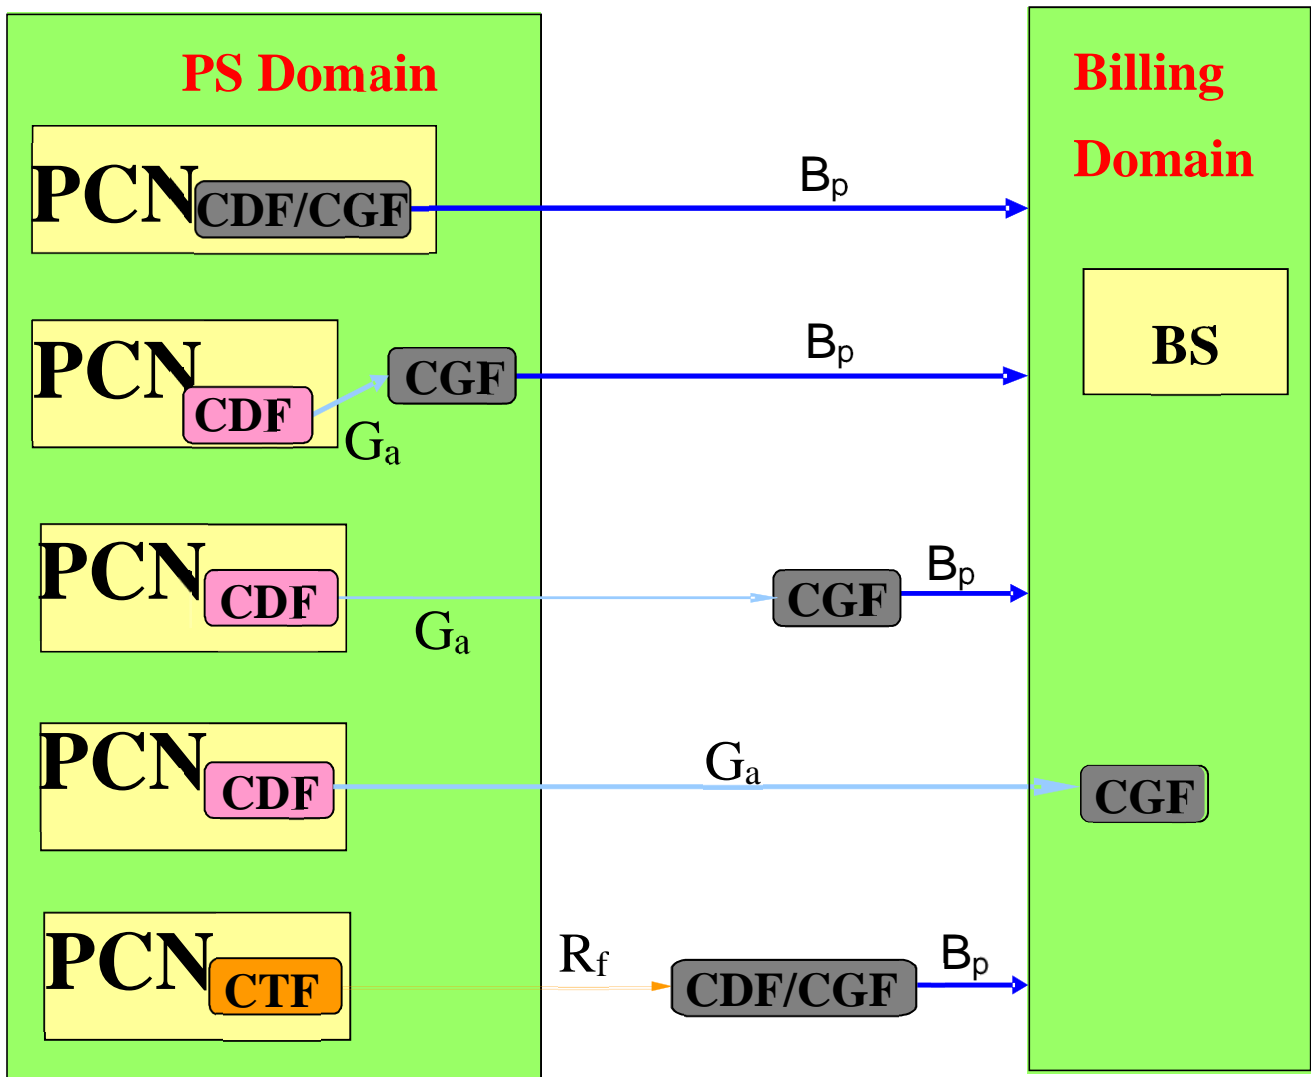 PS Domain
Billing
Domain
PCN
CDF/CGF
Bp
PCN
CDF
Ga
CGF
Bp
BS
PCN
CDF
Ga
CGF
Bp
PCN
CDF
Ga
CGF
PCN
CTF
Rf
CDF/CGF
Bp